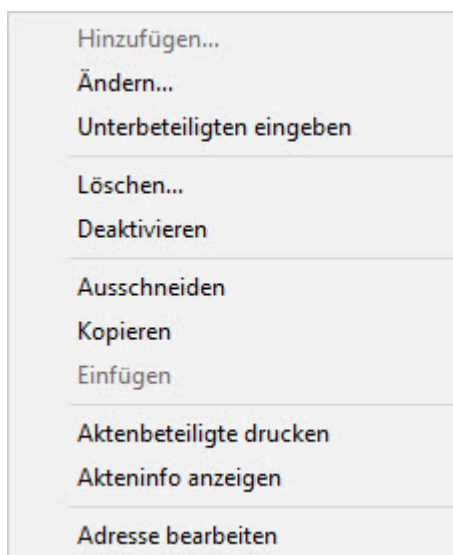 Hinzufügen...
Ändern...
Unterbeteiligten eingeben
Löschen...
Deaktivieren
Ausschneiden
Kopieren
Einfügen
Aktenbeteiligte drucken
Akteninfo anzeigen
Adresse bearbeiten